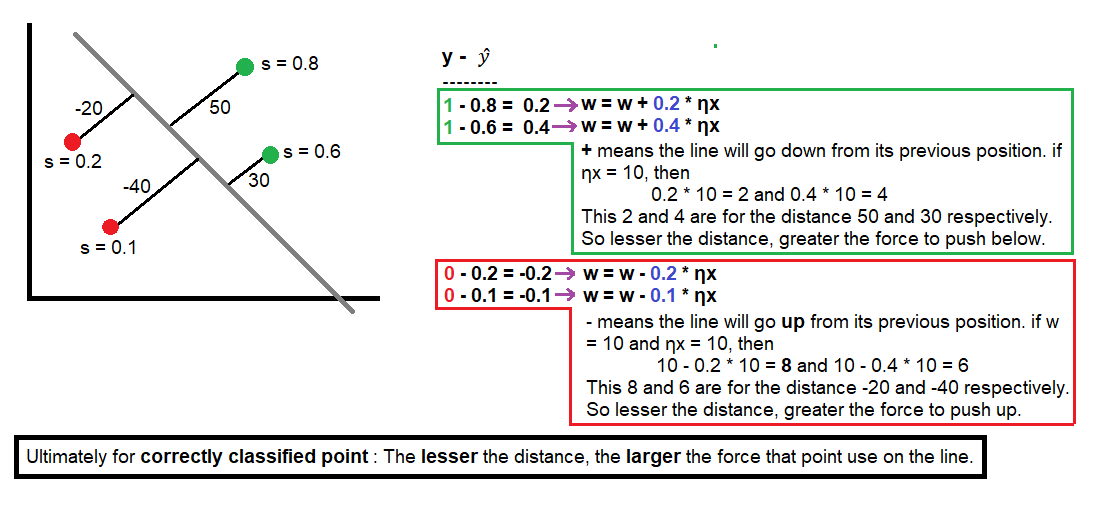 s = 0.8
-20
50
s = 0.2
s = 0.6
-40
30
s = 0.1
y - ŷ
--------
1 - 0.8 = 0.2 → w = w + 0.2 * ηx
1 - 0.6 = 0.4 → w = w + 0.4 * ηx
+ means the line will go down from its previous position. if
ηx = 10, then
0.2 * 10 = 2 and 0.4 * 10 = 4
This 2 and 4 are for the distance 50 and 30 respectively.
So lesser the distance, greater the force to push below.
0 - 0.2 = -0.2 → w = w - 0.2 * ηx
0 - 0.1 = -0.1 → w = w - 0.1 * ηx
- means the line will go up from its previous position. if w
= 10 and ηx = 10, then
10 - 0.2 * 10 = 8 and 10 - 0.4 * 10 = 6
This 8 and 6 are for the distance -20 and -40 respectively.
So lesser the distance, greater the force to push up.
Ultimately for correctly classified point : The lesser the distance, the larger the force that point use on the line.